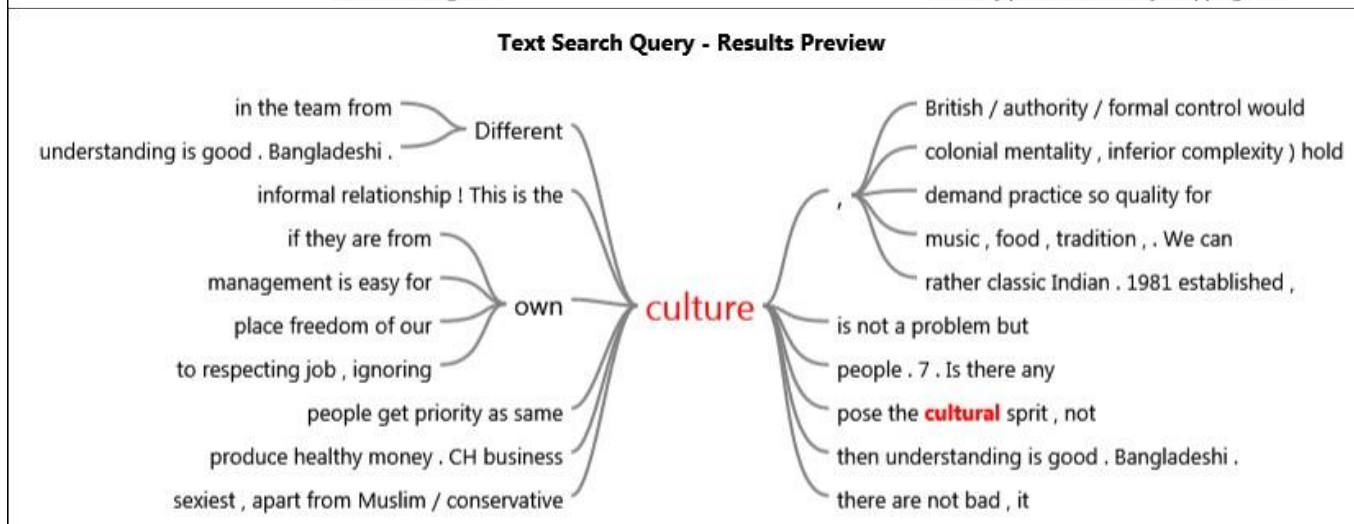 Text Search Query - Results Preview
in the team from
understanding is good . Bangladeshi .
Different
informal relationship ! This is the
if they are from
management is easy for
place freedom of our
to respecting job , ignoring
own
people get priority as same
produce healthy money . CH business
sexiest , apart from Muslim / conservative
culture
,
British / authority / formal control would
colonial mentality , inferior complexity ) hold
demand practice so quality for
music , food , tradition , . We can
rather classic Indian . 1981 established ,
is not a problem but
people . 7 . Is there any
pose the cultural sprit , not
then understanding is good . Bangladeshi .
there are not bad , it